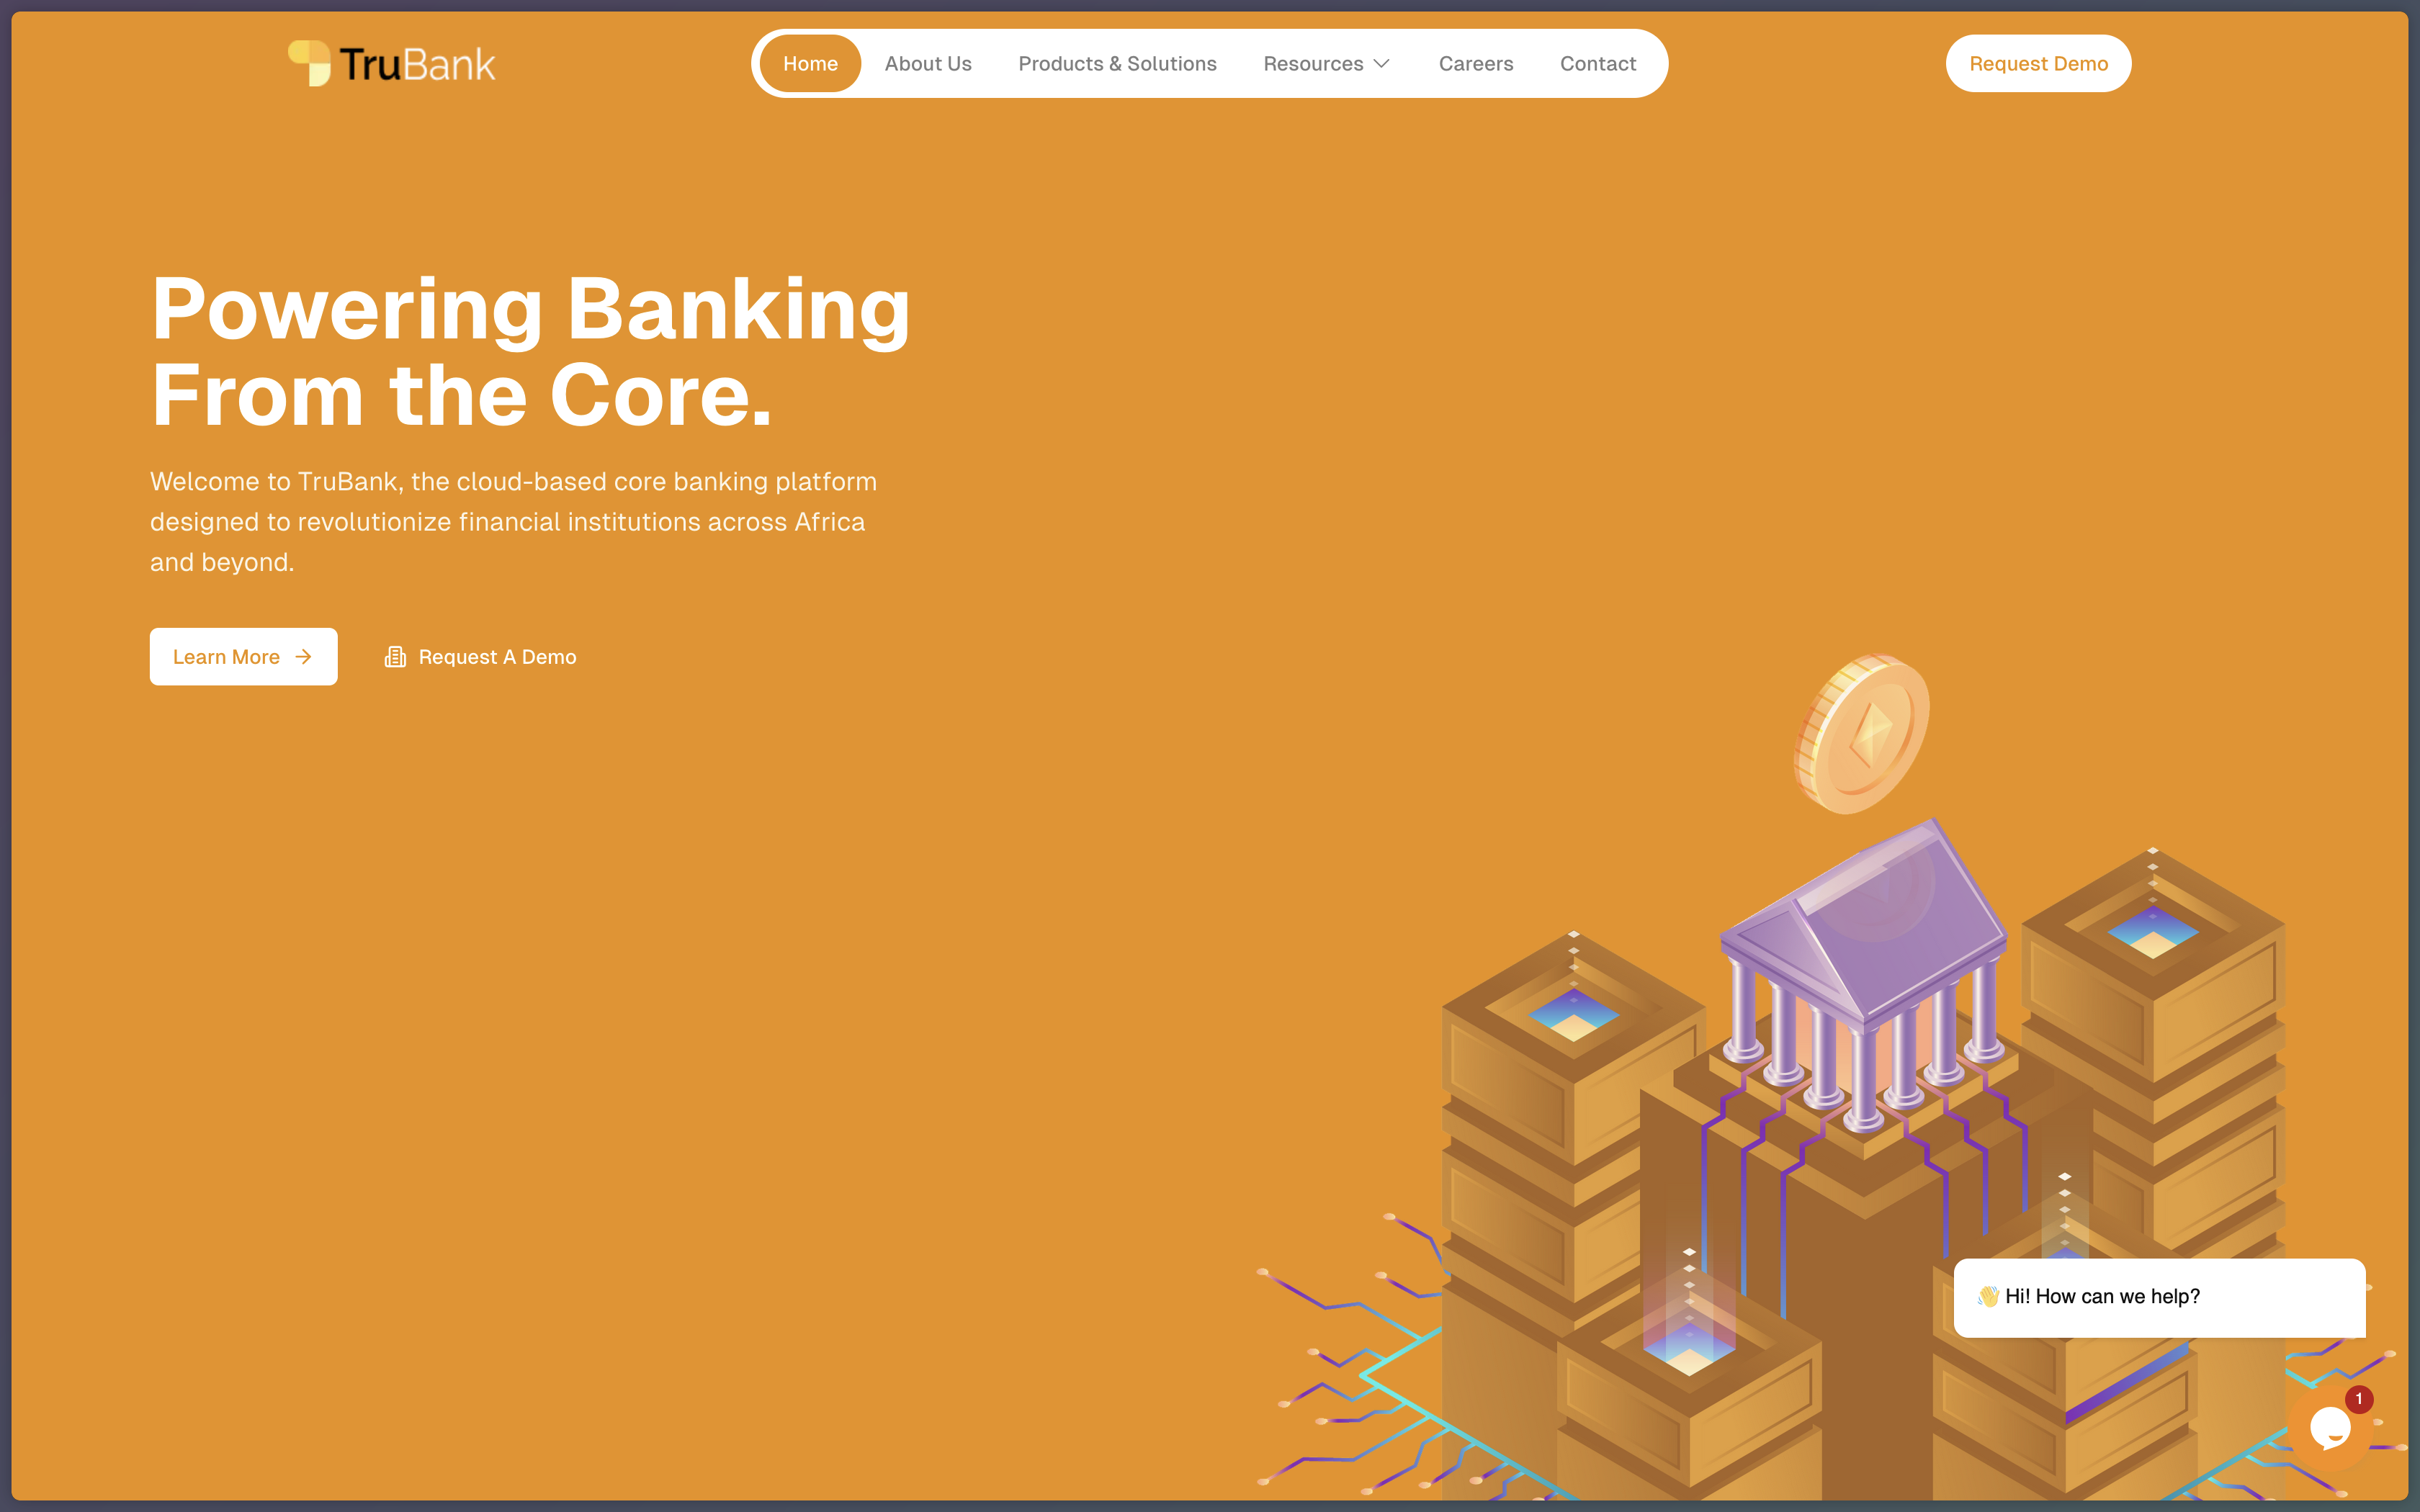 TruBank
Home
About Us
Products & Solutions
Resources
Careers
Contact
Request Demo
Powering Banking
From the Core.
Welcome to TruBank, the cloud-based core banking platform
designed to revolutionize financial institutions across Africa
and beyond.
Learn More
Request A Demo
👋 Hi! How can we help?
1